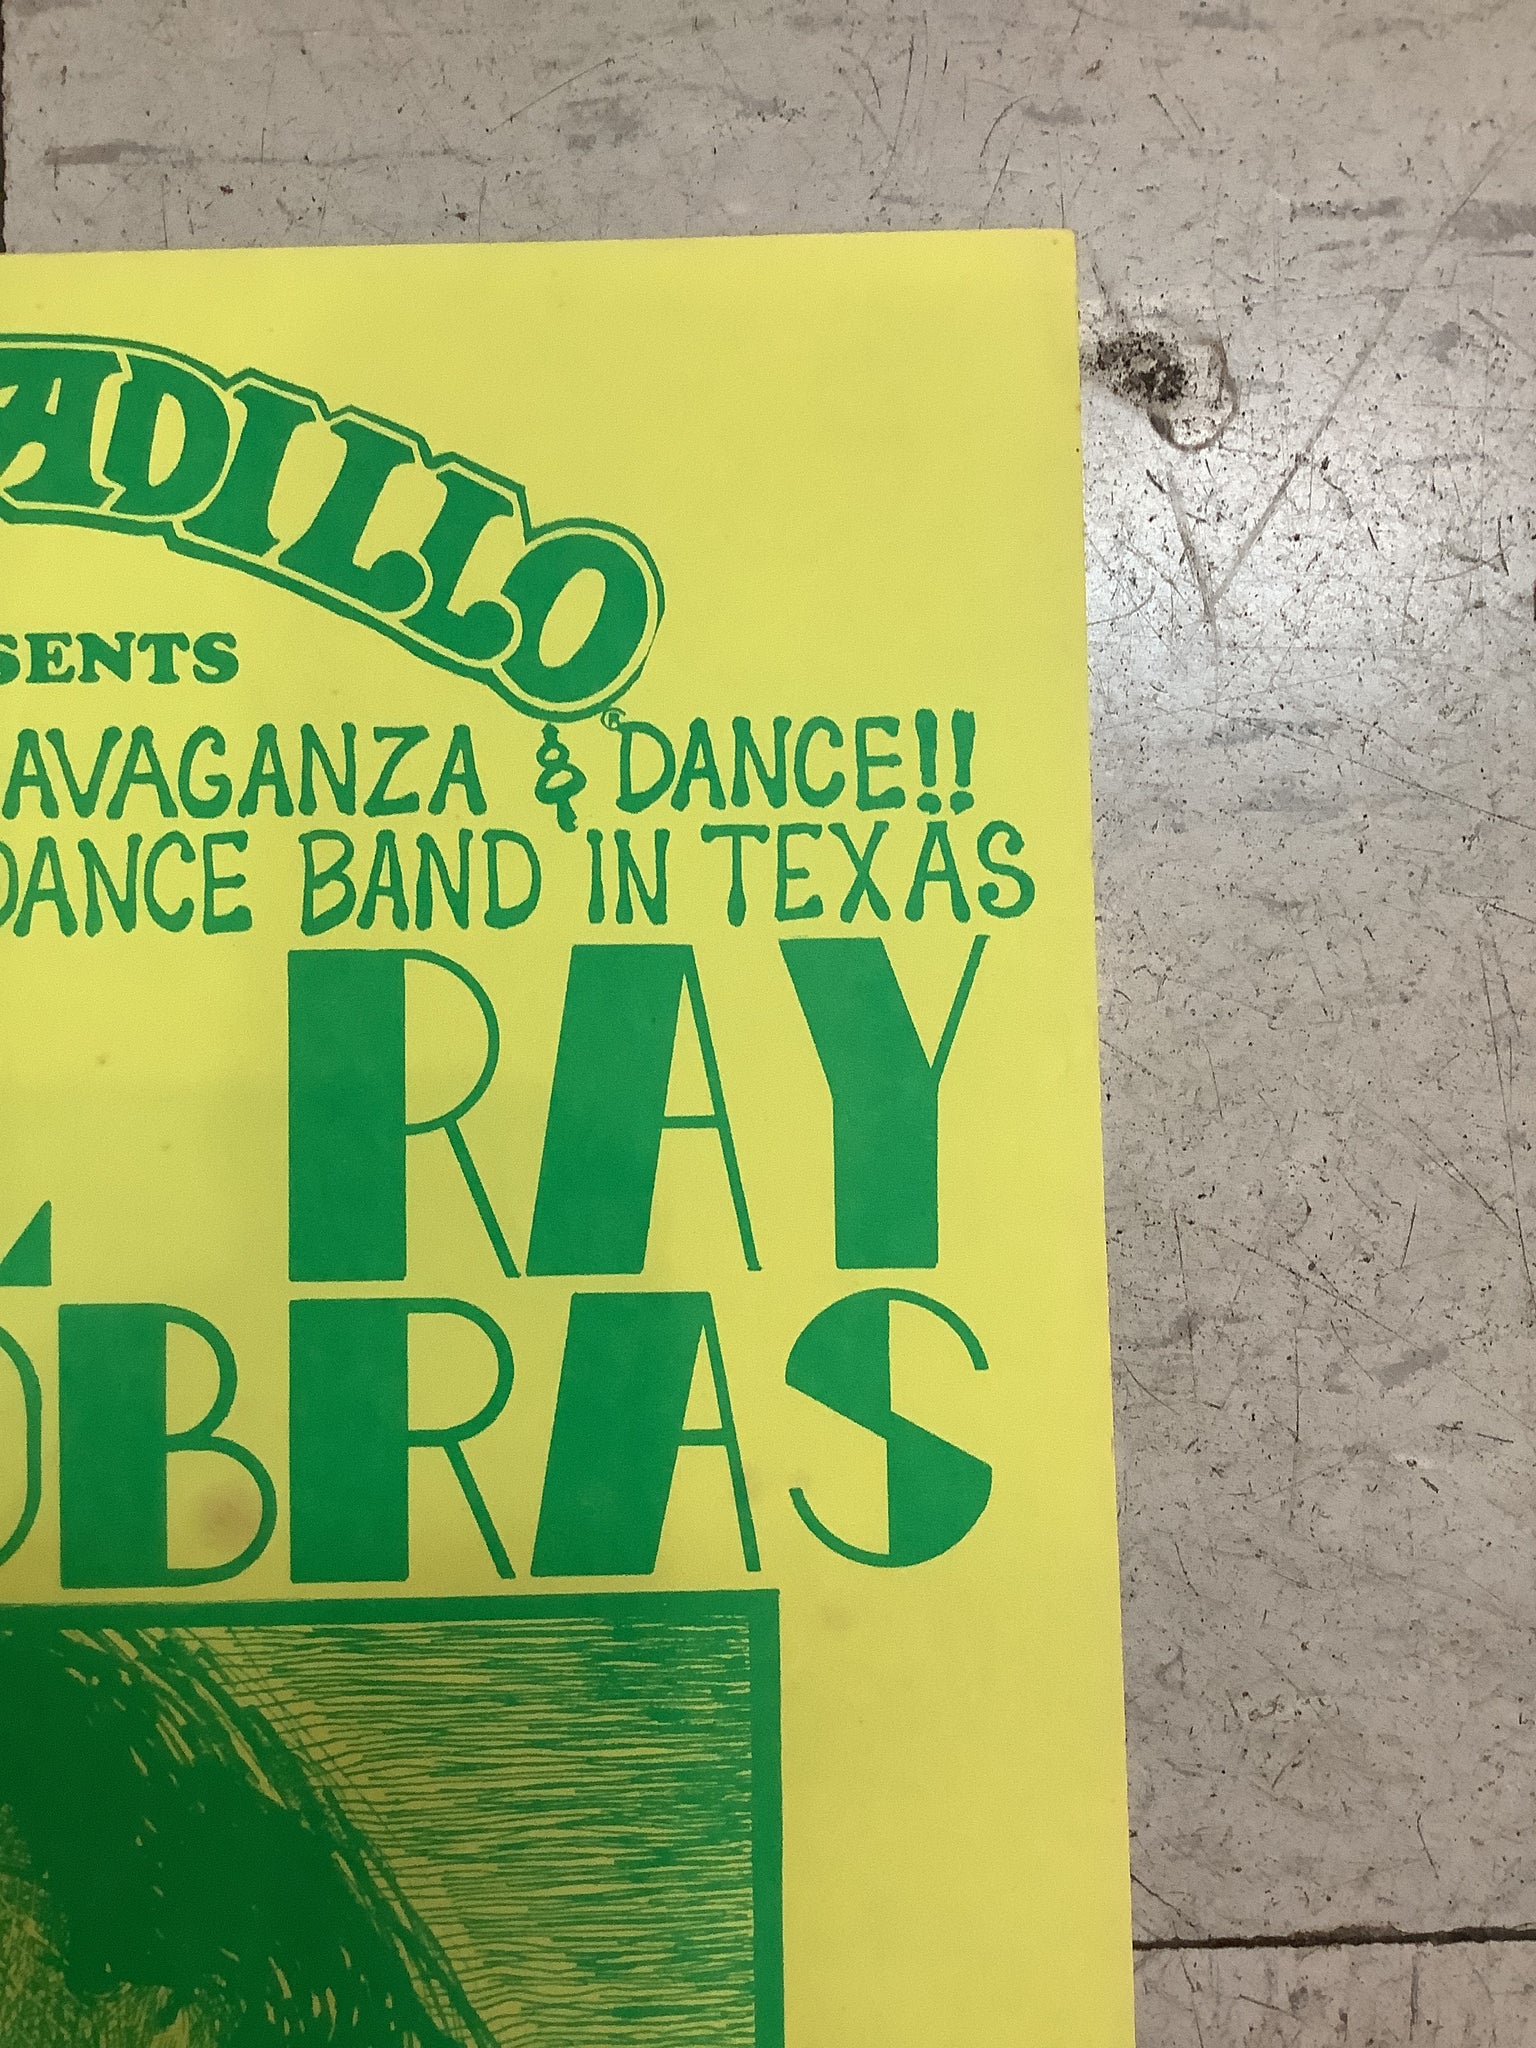 ADILLO
SENTS
AVAGANZA & DANCE!!
DANCE BAND IN TEXAS
RAY
OBRAS